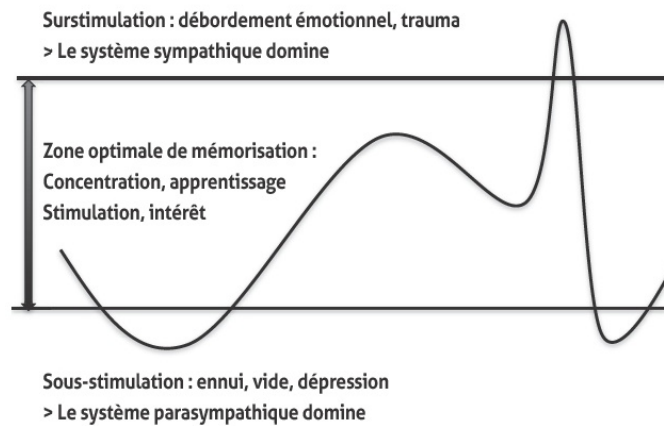 Surstimulation : débordement émotionnel, trauma
> Le système sympathique domine
Zone optimale de mémorisation :
Concentration, apprentissage
Stimulation, intérêt
Sous-stimulation : ennui, vide, dépression
> Le système parasympathique domine